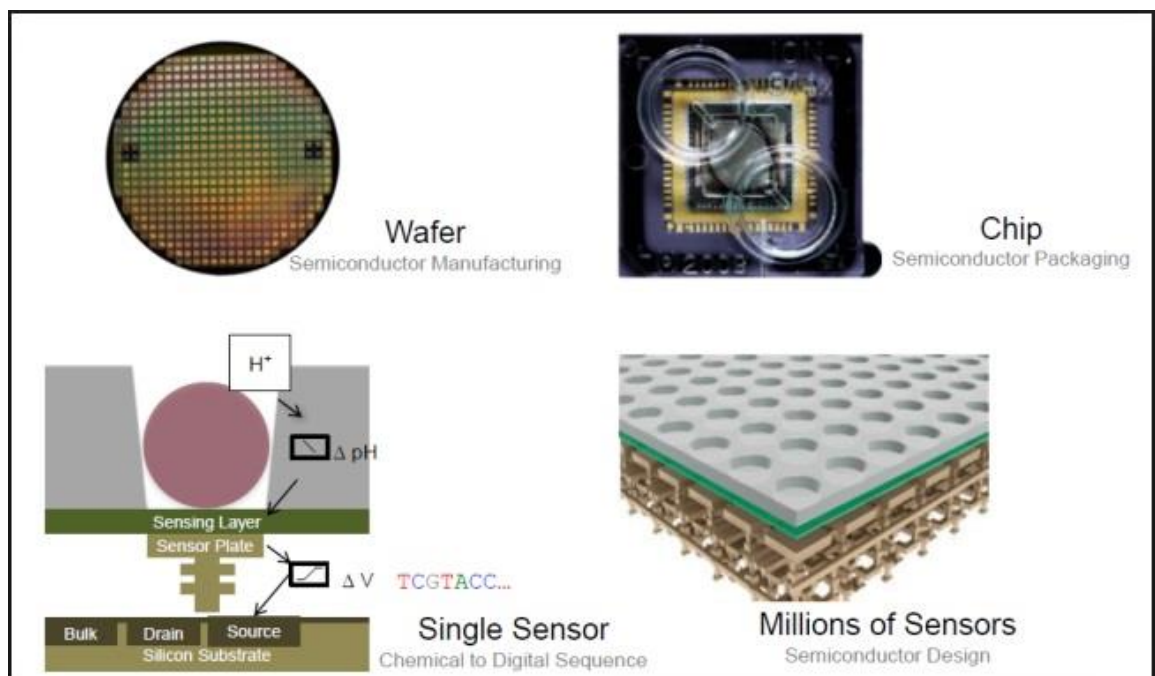 Wafer
Semiconductor Manufacturing
Chip
Semiconductor Packaging
H⁺
Δ pH
Sensing Layer
Sensor Plate
Δ V
TCGTACC...
Bulk
Drain
Source
Silicon Substrate
Single Sensor
Chemical to Digital Sequence
Millions of Sensors
Semiconductor Design